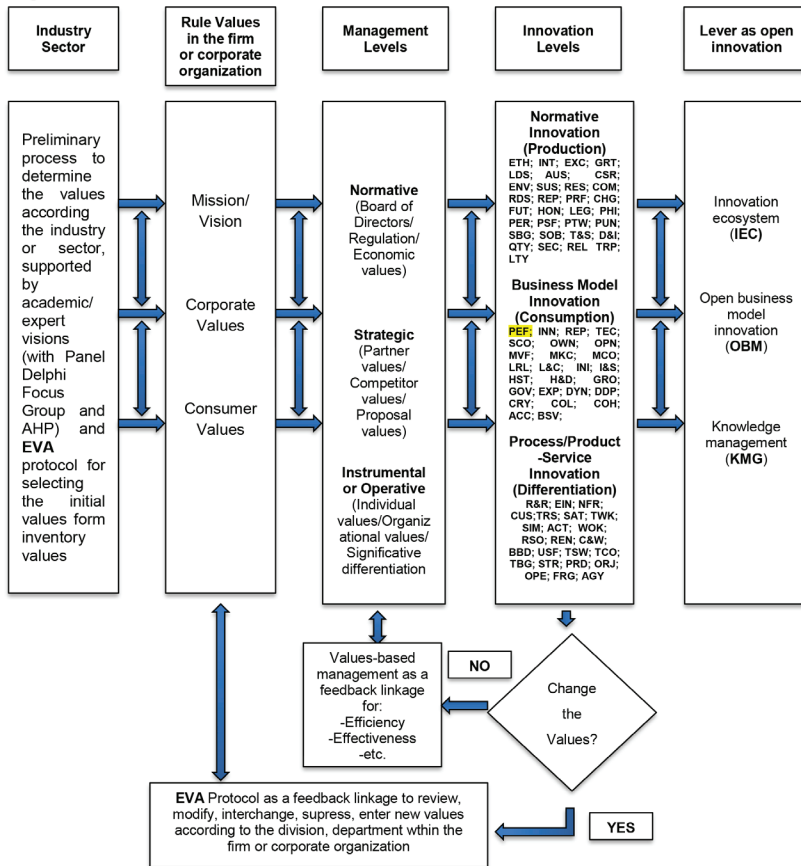 Industry
Sector
Rule Values
in the firm
or corporate
organization
Management
Levels
Innovation
Levels
Lever as open
innovation
Preliminary
process to
determine the
values
according
the industry
or sector,
supported
by
academic/
expert
visions
(with Panel
Delphi
Focus
Group and
AHP) and
EVA
protocol for
selecting
the initial
values form
inventory
values
Mission/
Vision
Corporate
Values
Consumer
Values
Normative
(Board of
Directors/
Regulation/
Economic
values)
Strategic
(Partner
values/
Competitor
values/
Proposal
values)
Instrumental
or Operative
(Individual
values/Organiz
ational values/
Significative
differentiation
Normative
Innovation
(Production)
ETH; INT; EXC; GRT;
LDS; AUS; CSR;
ENV; SUS; RES; COM;
RDS; REP; PRF; CHG;
FUT; HON; LEG; PHI;
PER; PSF; PTW; PUN;
SBG; SOB; T&S; D&I;
QTY; SEC; REL; TRP;
LTY
Business Model
Innovation
(Consumption)
PEF; INN; REP; TEC;
SCO; OWN; OPN;
MVF; MKC; MCO;
LRL; L&C; INI; I&S;
HST; H&D; GRO;
GOV; EXP; DYN; DDP;
CRY; COL; COH;
ACC; BSV;
Process/Product
-Service
Innovation
(Differentiation)
R&R; EIN; NFR;
CUS;TRS; SAT; TWK;
SIM; ACT; WOK;
RSO; REN; C&W;
BBD; USF; TSW; TCO;
TBG; STR; PRD; ORJ;
OPE; FRG; AGY
Innovation
ecosystem
(IEC)
Open business
model
innovation
(OBM)
Knowledge
management
(KMG)
Values-based
management as a
feedback linkage
for:
-Efficiency
-Effectiveness
-etc.
NO
Change
the
Values?
EVA Protocol as a feedback linkage to review,
modify, interchange, supress, enter new values
according to the division, department wthin the
firm or corporate organization
YES